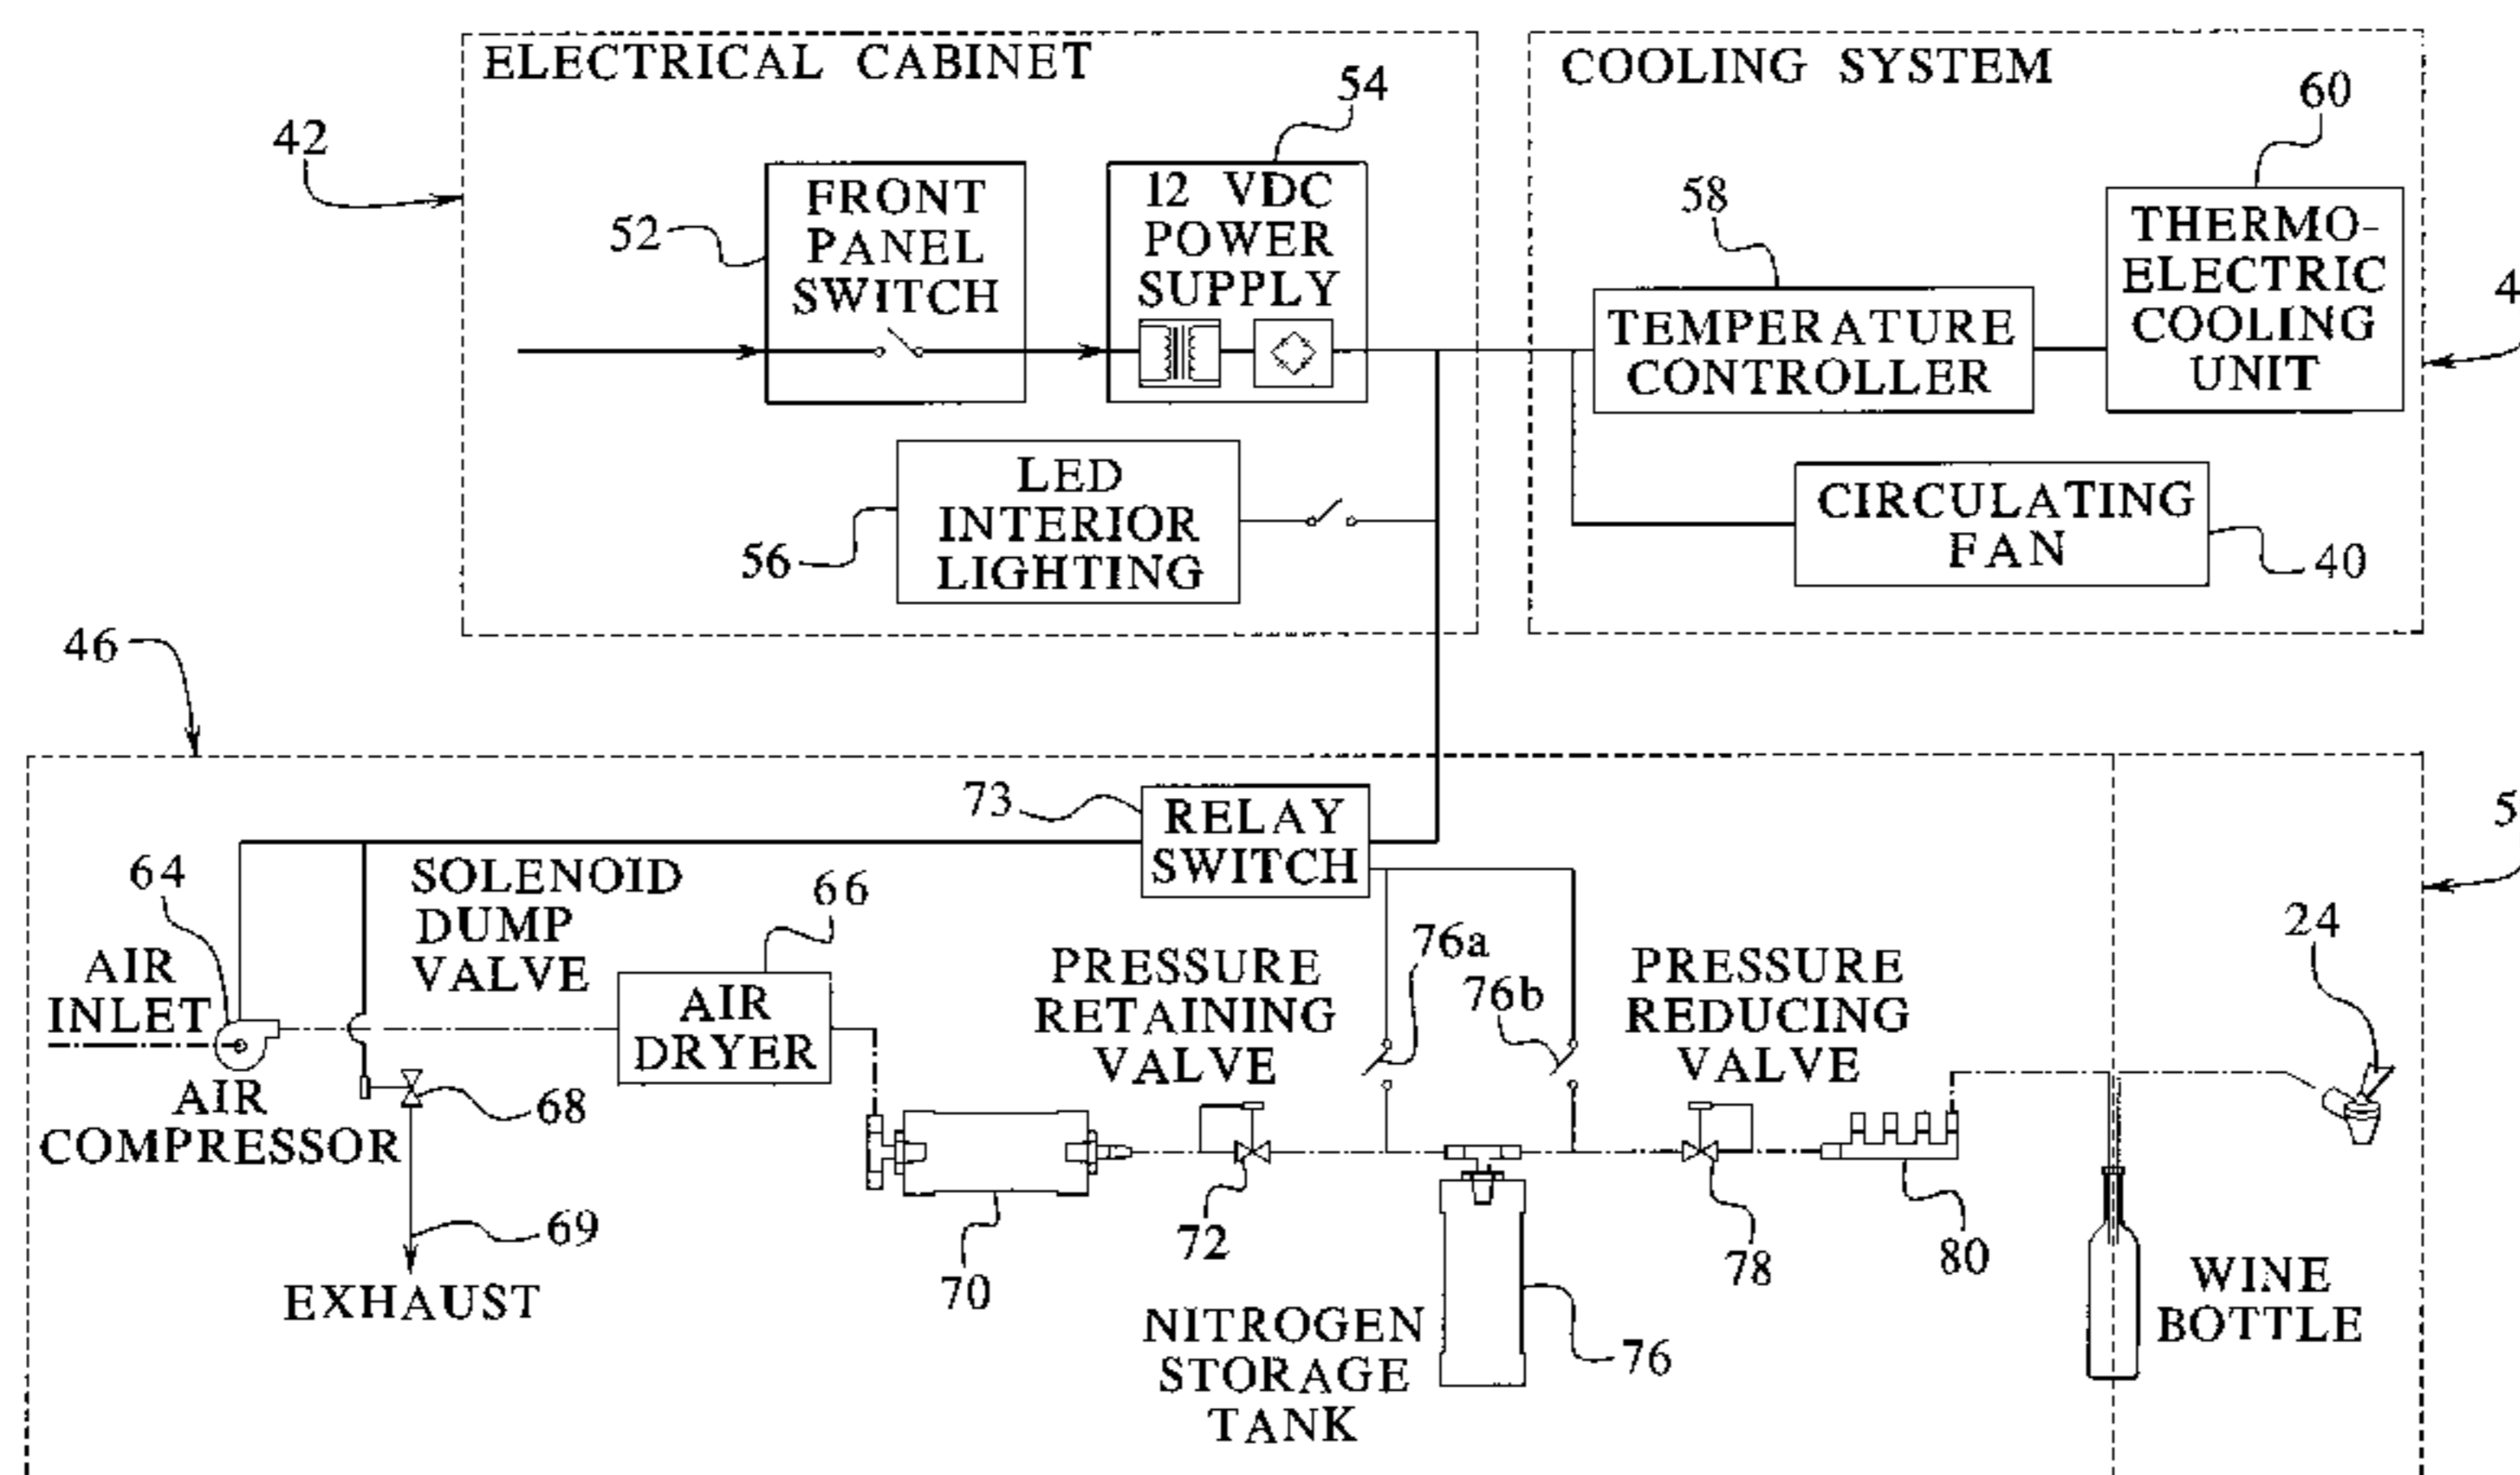 ELECTRICAL CABINET
COOLING SYSTEM
54
60
42
52
FRONT
PANEL
SWITCH
12 VDC
POWER
SUPPLY
58
THERMO-
ELECTRIC
COOLING
UNIT
TEMPERATURE
CONTROLLER
4
LED
INTERIOR
LIGHTING
56
CIRCULATING
FAN
40
46
73
RELAY
SWITCH
5
64
SOLENOID
DUMP
VALVE
66
AIR
INLET
AIR
DRYER
PRESSURE
RETAINING
VALVE
76a
76b
PRESSURE
REDUCING
VALVE
24
AIR
COMPRESSOR
68
69
EXHAUST
70
72
NITROGEN
STORAGE
TANK
76
78
80
WINE
BOTTLE